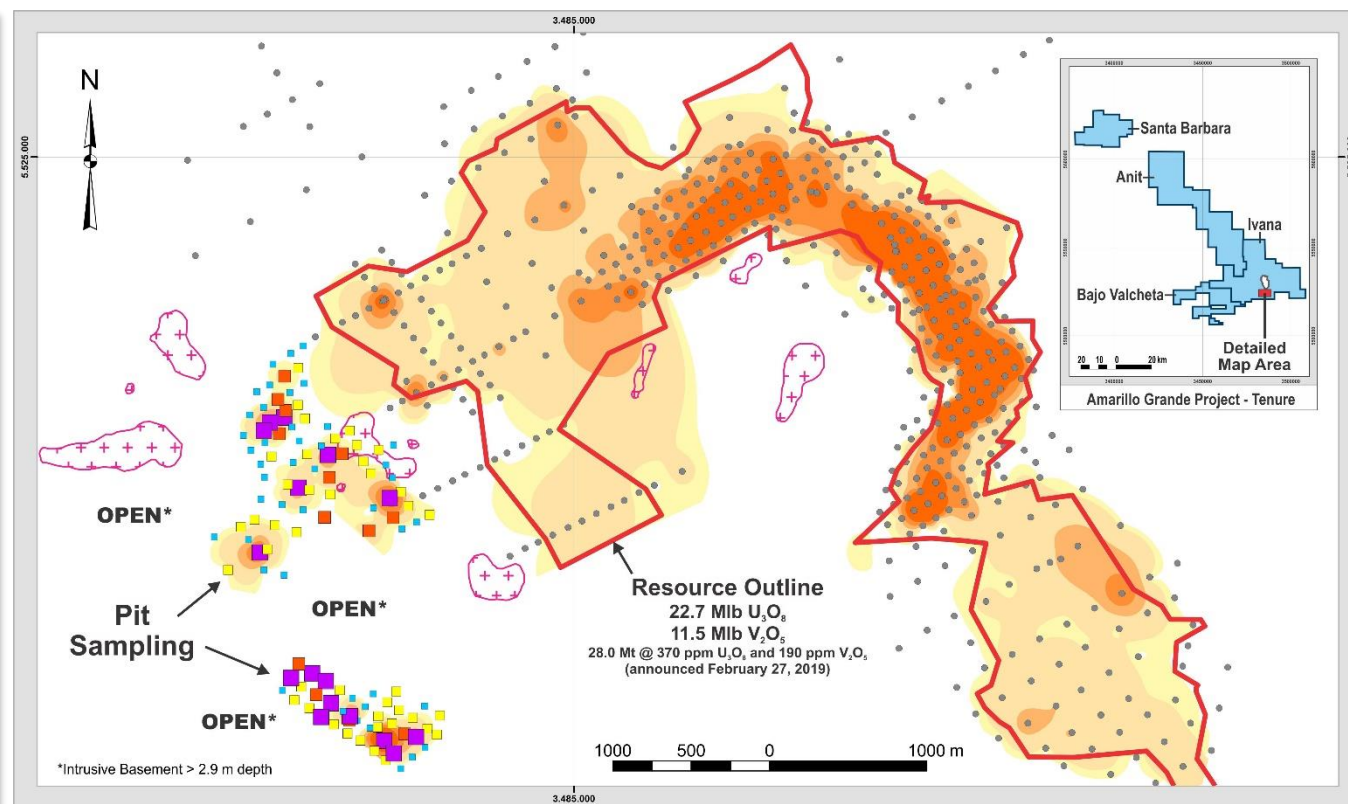 3.485.000
N
5.525.000
OPEN*
OPEN*
Pit
Sampling
OPEN*
*Intrusive Basement > 2.9 m depth
Resource Outline
22.7 Mlb U₃O₈
11.5 Mlb V₂O₅
28.0 Mt @ 370 ppm U₃O₈ and 190 ppm V₂O₅
(announced February 27, 2019)
1000 500 0 1000 m
3.485.000
Santa Barbara
Anit
Ivana
Bajo Valcheta
Detailed
Map Area
20 10 0 20 km
Amarillo Grande Project - Tenure